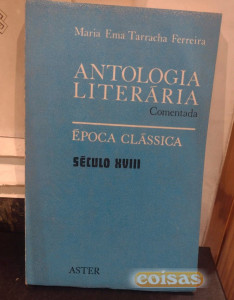 Maria Ema Tarracha Ferreira
ANTOLOGIA
LITERÁRIA
Comentada
ÉPOCA CLÁSSICA
SÉCULO XVIII
ASTER
coisas